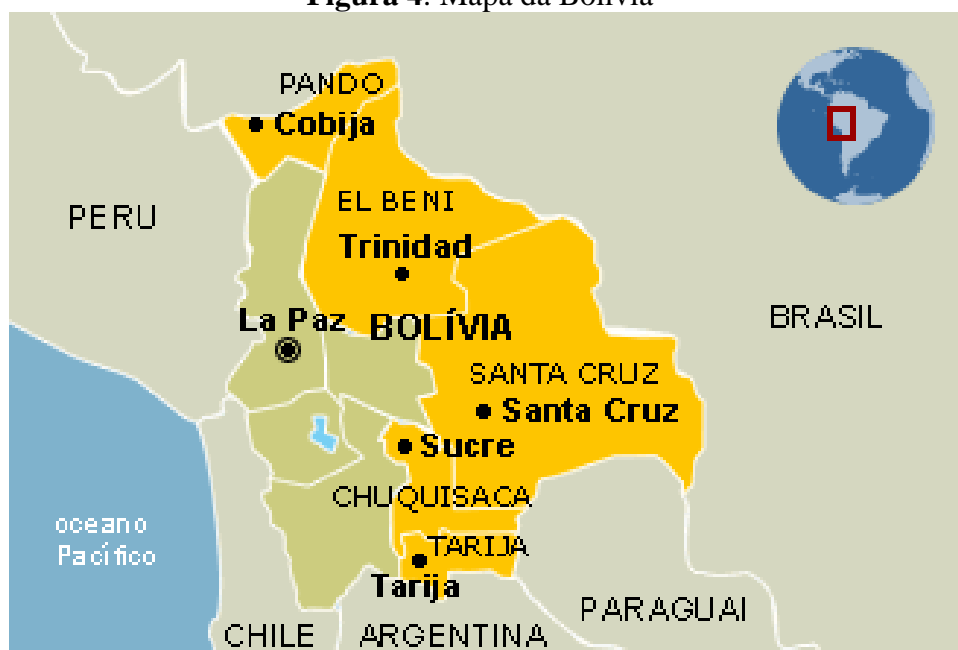 Figura 4: Mapa da Bolívia
PANDO
Cobija
PERU
EL BENI
Trinidad
La Paz
BOLÍVIA
BRASIL
SANTA CRUZ
Santa Cruz
Sucre
CHUQUISACA
oceano
Pacífico
TARIJA
Tarija
PARAGUAI
CHILE
ARGENTINA